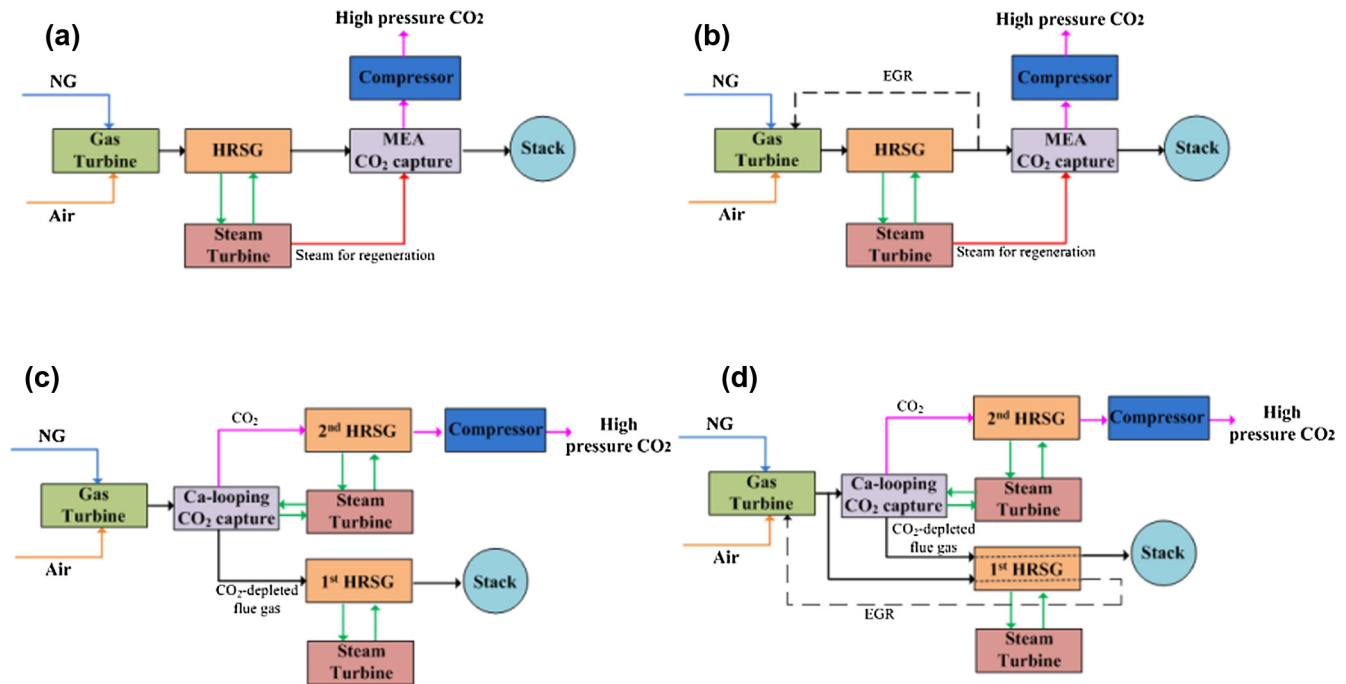 (a)
High pressure CO2
Compressor
NG
Gas
Turbine
HRSG
MEA
CO2 capture
Stack
Air
Steam
Turbine
Steam for regeneration
(b)
High pressure CO2
Compressor
EGR
NG
Gas
Turbine
HRSG
MEA
CO2 capture
Stack
Air
Steam
Turbine
Steam for regeneration
(c)
CO2
2nd HRSG
Compressor
High
pressure CO2
NG
Gas
Turbine
Ca-looping
CO2 capture
Steam
Turbine
Air
CO2-depleted
flue gas
1st HRSG
Stack
Steam
Turbine
(d)
CO2
2nd HRSG
Compressor
High
pressure CO2
NG
Gas
Turbine
Ca-looping
CO2 capture
Steam
Turbine
Air
CO2-depleted
flue gas
1st HRSG
Stack
EGR
Steam
Turbine